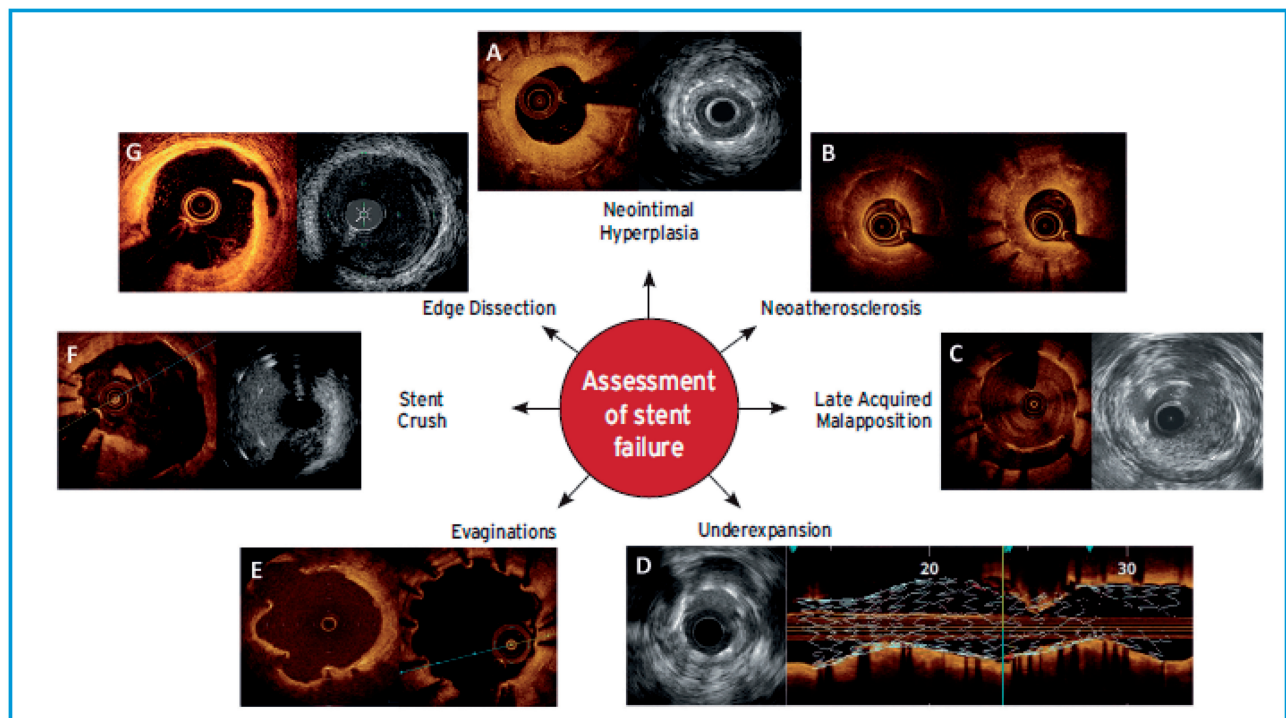 A
Neointimal
Hyperplasia
G
B
Edge Dissection
Neoatherosclerosis
F
Stent
Crush
Assessment
of stent
failure
C
Late Acquired
Malapposition
Evaginations
Underexpansion
E
D
20
30